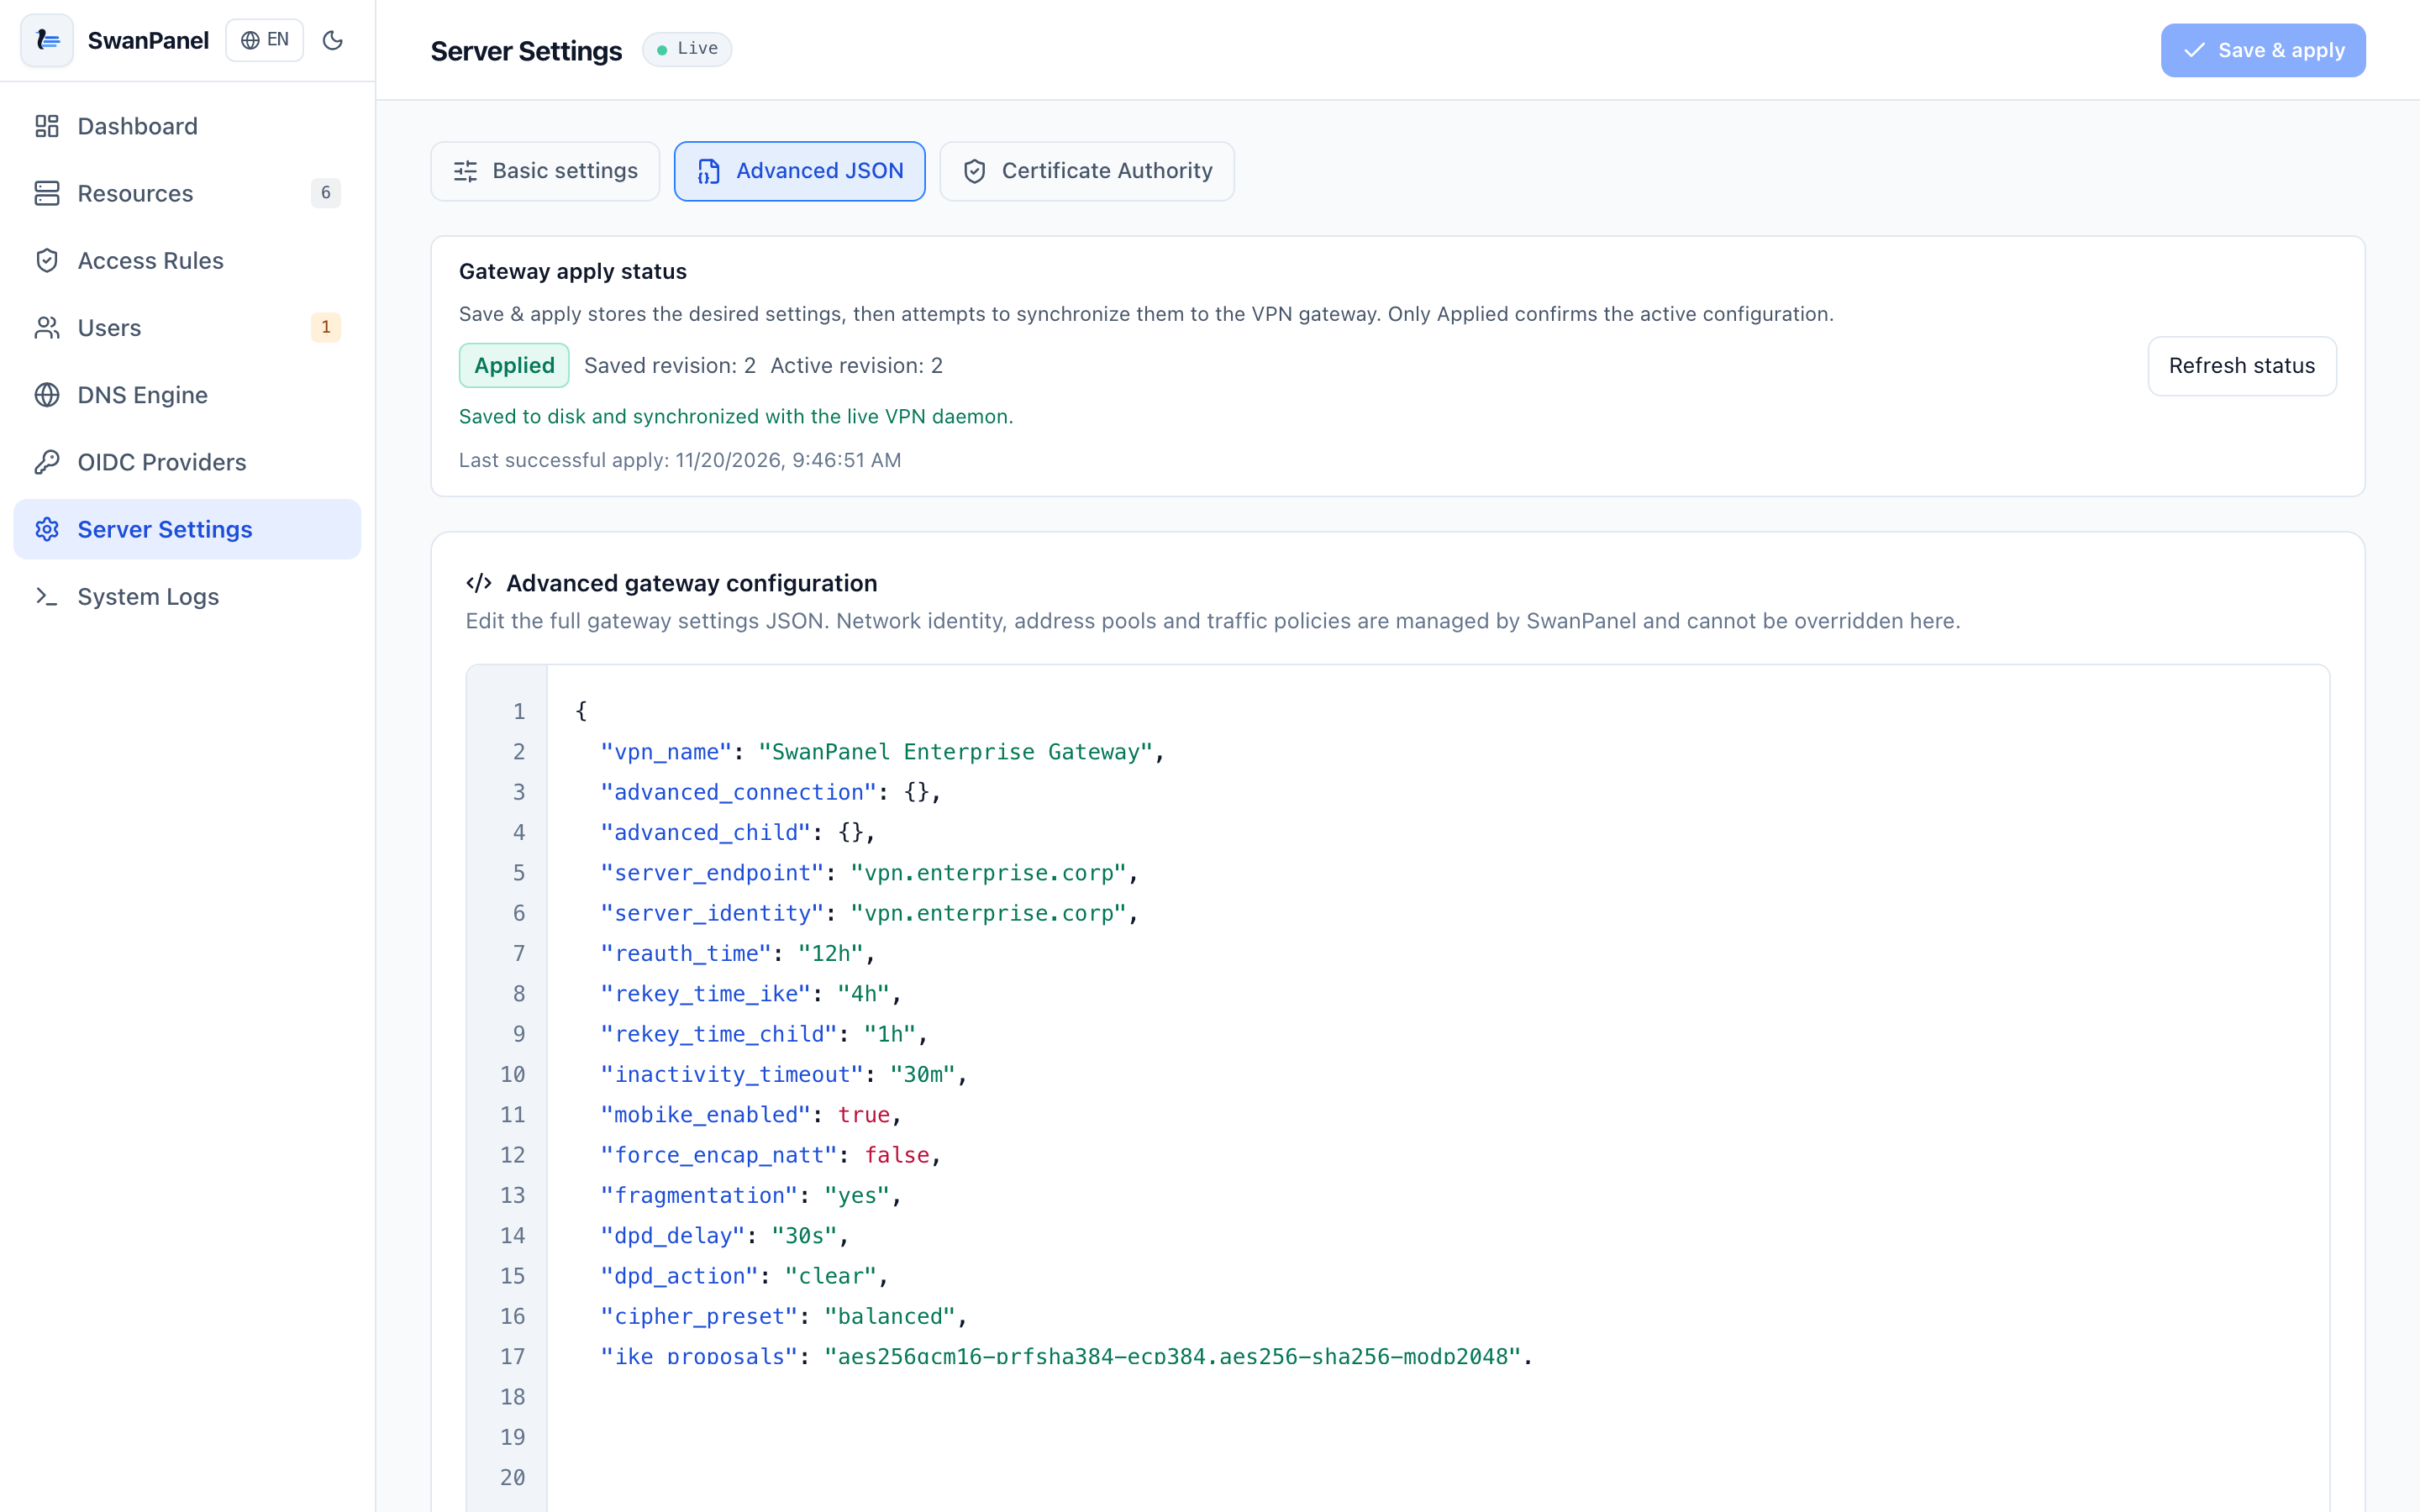 SwanPanel
EN
Dashboard
Resources
6
Access Rules
Users
1
DNS Engine
OIDC Providers
Server Settings
System Logs
Server Settings
Live
Save & apply
Basic settings
Advanced JSON
Certificate Authority
Gateway apply status
Save & apply stores the desired settings, then attempts to synchronize them to the VPN gateway. Only Applied confirms the active configuration.
Applied Saved revision: 2 Active revision: 2
Refresh status
Saved to disk and synchronized with the live VPN daemon.
Last successful apply: 11/20/2026, 9:46:51 AM
</> Advanced gateway configuration
Edit the full gateway settings JSON. Network identity, address pools and traffic policies are managed by SwanPanel and cannot be overridden here.
1 {
2 "vpn_name": "SwanPanel Enterprise Gateway",
3 "advanced_connection": {},
4 "advanced_child": {},
5 "server_endpoint": "vpn.enterprise.corp",
6 "server_identity": "vpn.enterprise.corp",
7 "reauth_time": "12h",
8 "rekey_time_ike": "4h",
9 "rekey_time_child": "1h",
10 "inactivity_timeout": "30m",
11 "mobike_enabled": true,
12 "force_encap_natt": false,
13 "fragmentation": "yes",
14 "dpd_delay": "30s",
15 "dpd_action": "clear",
16 "cipher_preset": "balanced",
17 "ike_proposals": "aes256gcm16-prfsha384-ecp384,aes256-sha256-modp2048",
18
19
20